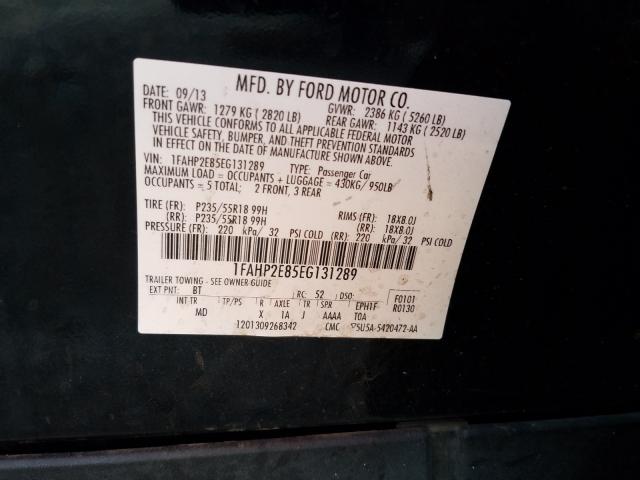 MFD. BY FORD MOTOR CO.
DATE: 09/13 GVWR: 2386 KG ( 5260 LB)
FRONT GAWR: 1279 KG ( 2820 LB) REAR GAWR: 1143 KG ( 2520 LB)
THIS VEHICLE CONFORMS TO ALL APPLICABLE FEDERAL MOTOR
VEHICLE SAFETY, BUMPER, AND THEFT PREVENTION STANDARDS
IN EFFECT ON THE DATE OF MANUFACTURE SHOWN ABOVE.
VIN: 1FAHP2E85EG131289 TYPE: Passenger Car
MAXIMUM LOAD = OCCUPANTS + LUGGAGE = 430KG/ 950LB
OCCUPANTS = 5 TOTAL; 2 FRONT, 3 REAR
TIRE (FR): P235/55R18 99H RIMS (FR): 18X8.0J
(RR): P235/55R18 99H (RR): 18X8.0J
PRESSURE (FR): 220 kPa/ 32 PSI COLD (RR): 220 kPa/ 32 PSI COLD
1FAHP2E85EG131289
TRAILER TOWING - SEE OWNER GUIDE
EXT PNT: BT RC: 52 DSO: F0101
INT TR TP/PS R AXLE TR SPR EPH1F R0130
MD X 1A J AAAA T0A
1201309268342 CMC 5U5A-5420472-AA